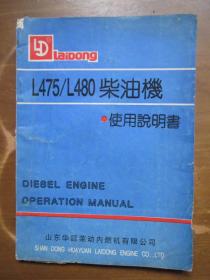 LD
LaiDong
L475/L480 柴油機
使用說明書
DIESEL ENGINE
OPERATION MANUAL
山东华源莱动内燃机有限公司
SHAN DONG HUAYUAN LAIDONG ENGINE CO.,LTD